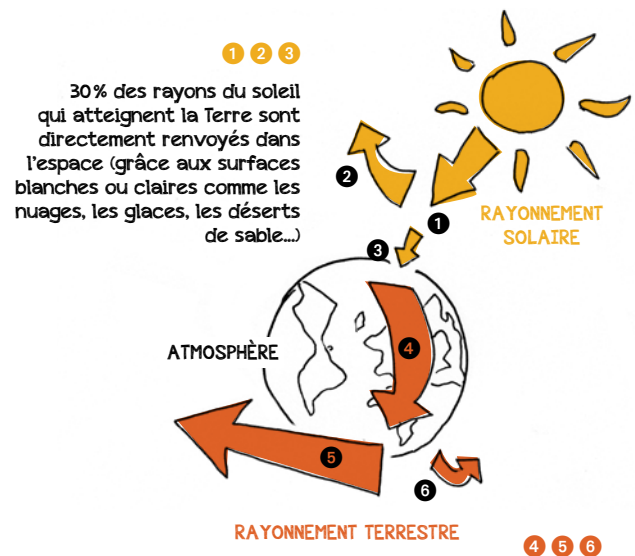 1 2 3
30% des rayons du soleil
qui atteignent la Terre sont
directement renvoyés dans
l'espace (grâce aux surfaces
blanches ou claires comme les
nuages, les glaces, les déserts
de sable...)
2
1
RAYONNEMENT
SOLAIRE
3
ATMOSPHÈRE
4
5
6
RAYONNEMENT TERRESTRE
4 5 6